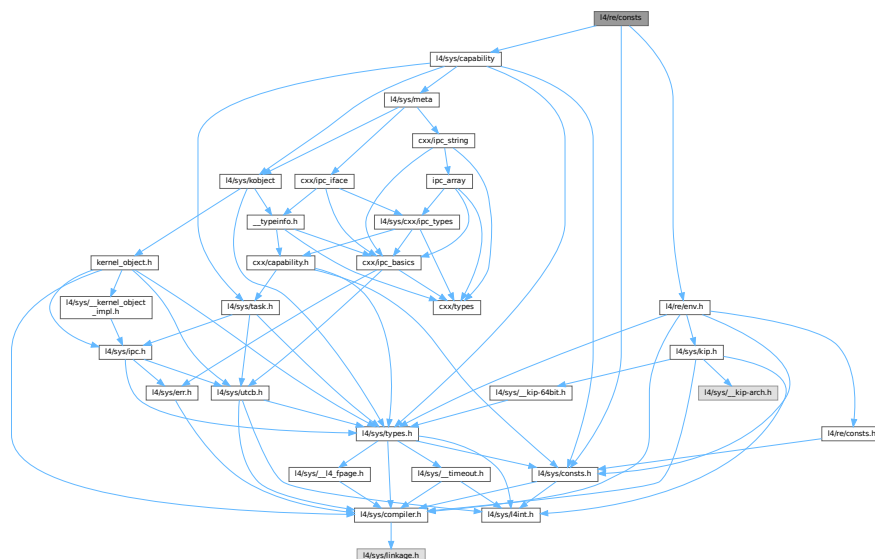 l4/re/consts
l4/sys/capability
l4/sys/meta
cxx/ipc_string
l4/sys/kobject
cxx/ipc_iface
ipc_array
__typeinfo.h
l4/sys/cxx/ipc_types
kernel_object.h
cxx/capability.h
cxx/ipc_basics
l4/sys/__kernel_object
_impl.h
l4/sys/task.h
cxx/types
l4/re/env.h
l4/sys/ipc.h
l4/sys/kip.h
l4/sys/err.h
l4/sys/utcb.h
l4/sys/__kip-64bit.h
l4/sys/__kip-arch.h
l4/sys/types.h
l4/re/consts.h
l4/sys/__l4_fpage.h
l4/sys/__timeout.h
l4/sys/consts.h
l4/sys/compiler.h
l4/sys/l4int.h
l4/sys/linkage.h